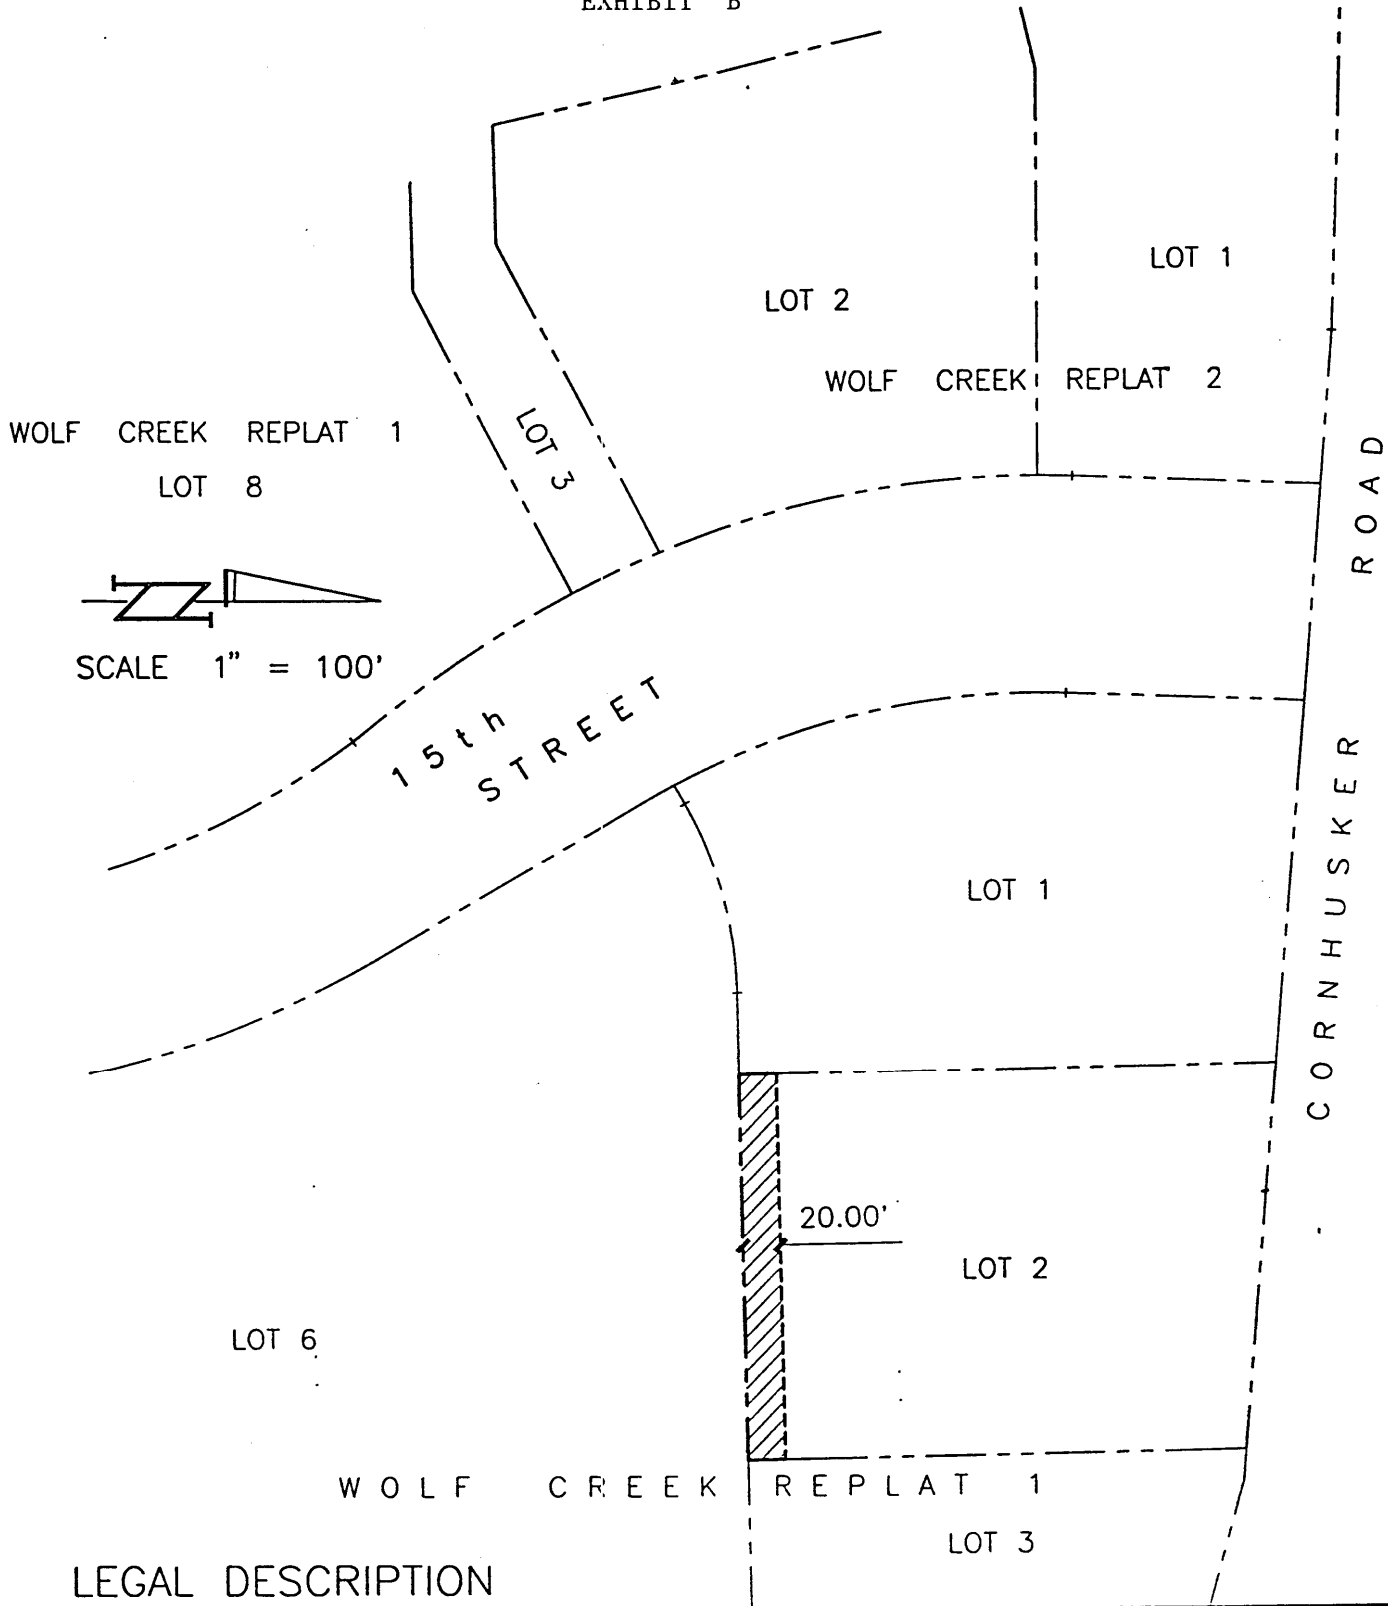 EXHIBIT B
LOT 1
LOT 2
WOLF CREEK REPLAT 2
LOT 3
WOLF CREEK REPLAT 1
LOT 8
SCALE 1" = 100'
15th
STREET
CORNHUSKER ROAD
LOT 1
20.00'
LOT 2
LOT 6
WOLF CREEK REPLAT 1
LOT 3
LEGAL DESCRIPTION